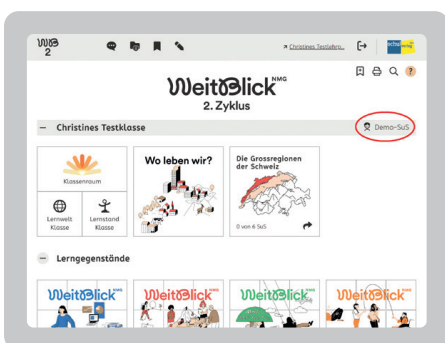 WB
2
Christines Testlehre..
WeitBlick NMG
2. Zyklus
Christines Testklasse
Demo-SuS
Klassenraum
Lernwelt
Klasse
Lernstand
Klasse
Wo leben wir?
Die Grossregionen
der Schweiz
0 von 6 SuS
Lerngegenstände
WeitBlick NMG
WeitBlick NMG
WeitBlick NMG
WeitBlick NMG